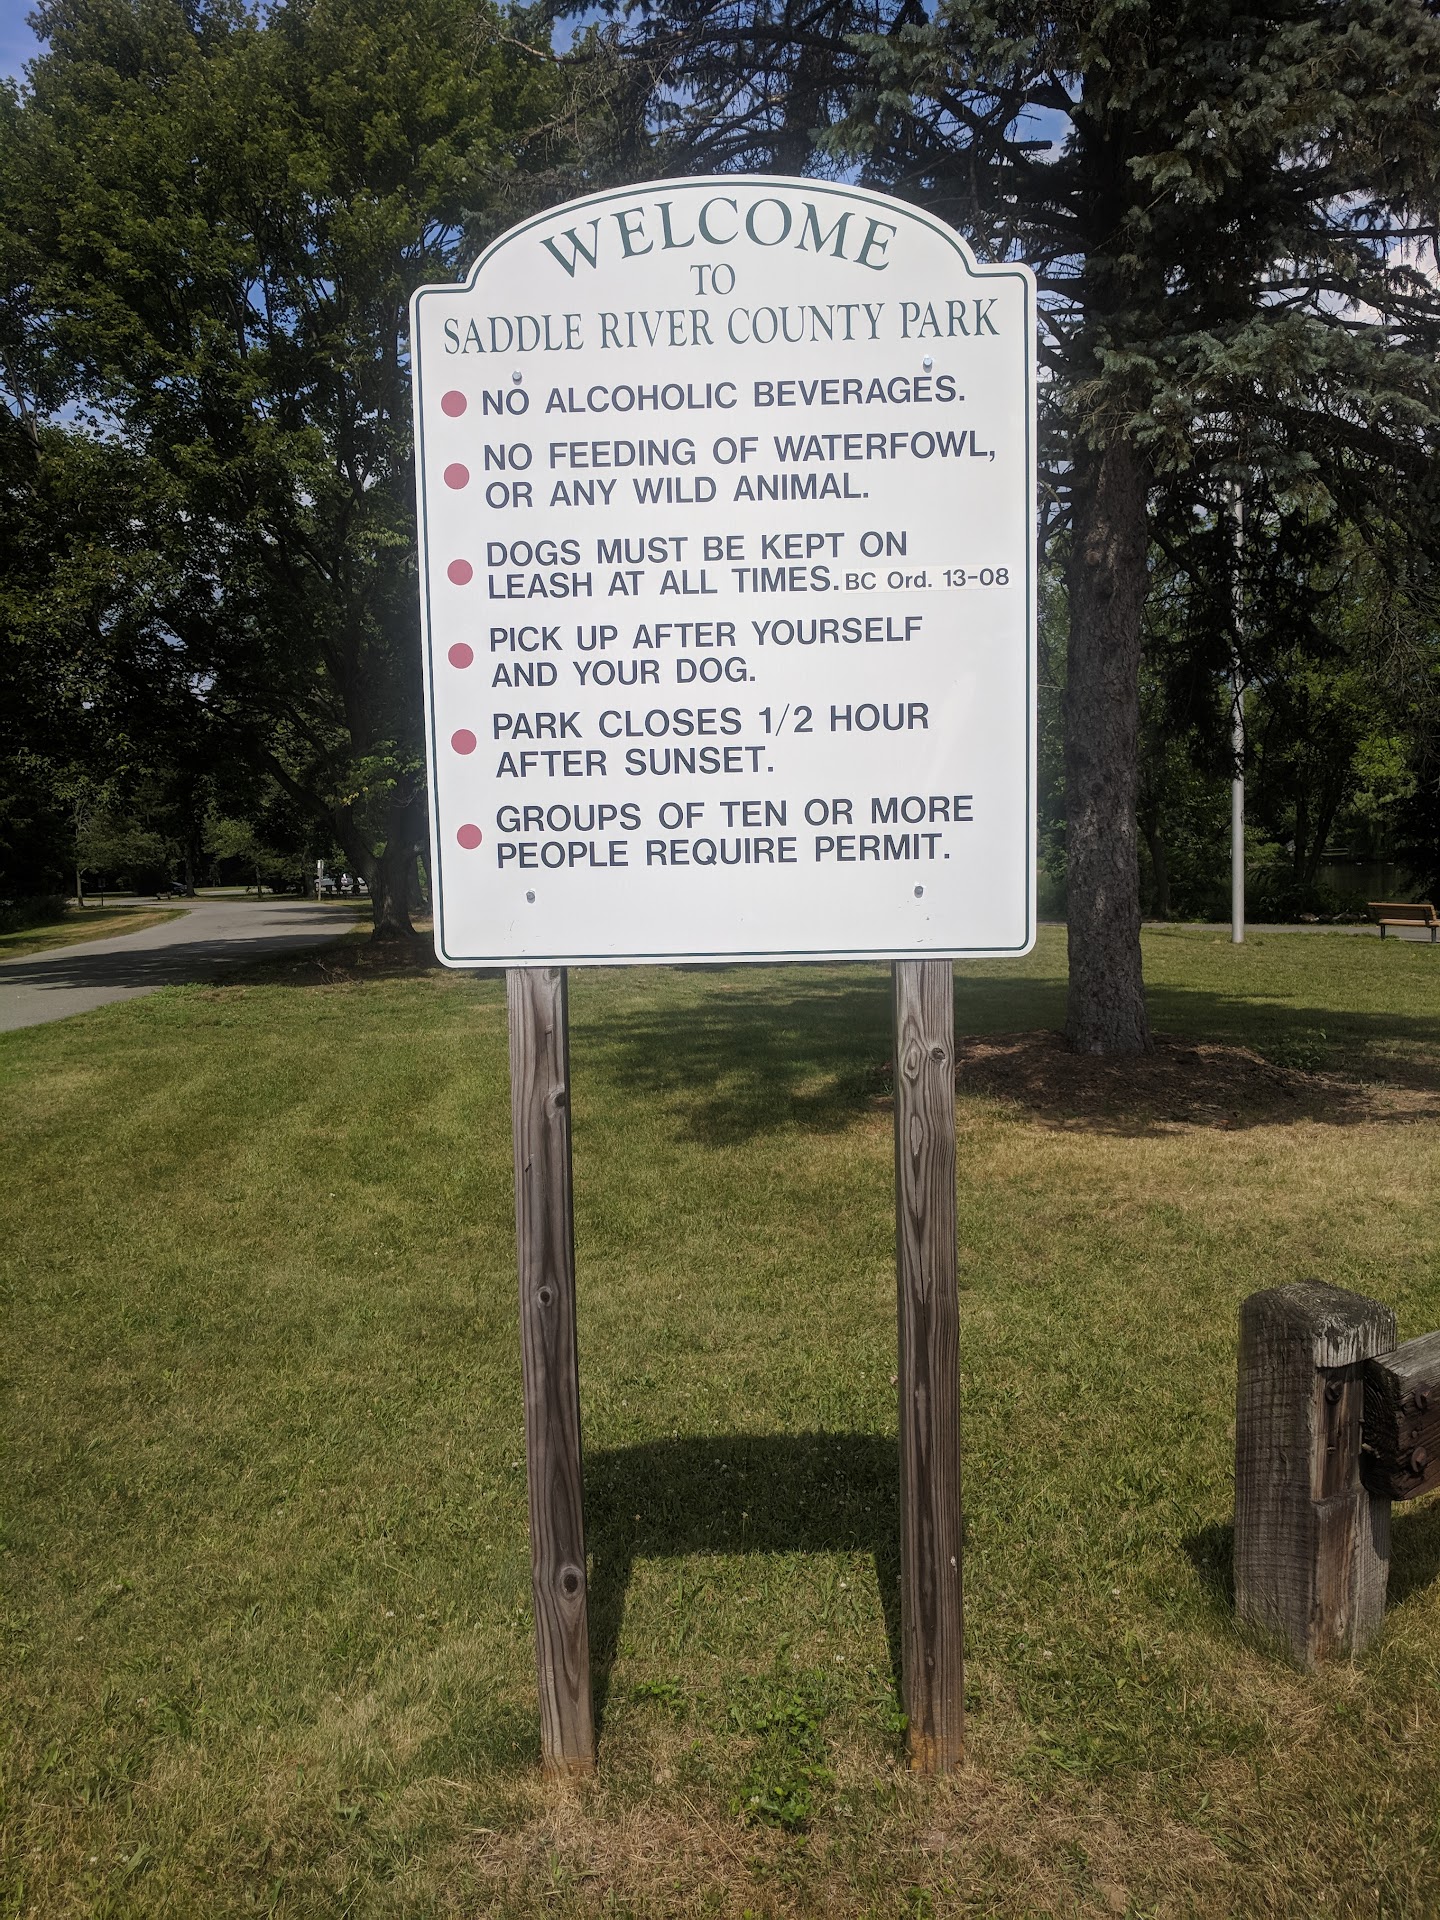 WELCOME
TO
SADDLE RIVER COUNTY PARK
NO ALCOHOLIC BEVERAGES.
NO FEEDING OF WATERFOWL,
OR ANY WILD ANIMAL.
DOGS MUST BE KEPT ON
LEASH AT ALL TIMES. BC Ord. 13-08
PICK UP AFTER YOURSELF
AND YOUR DOG.
PARK CLOSES 1/2 HOUR
AFTER SUNSET.
GROUPS OF TEN OR MORE
PEOPLE REQUIRE PERMIT.